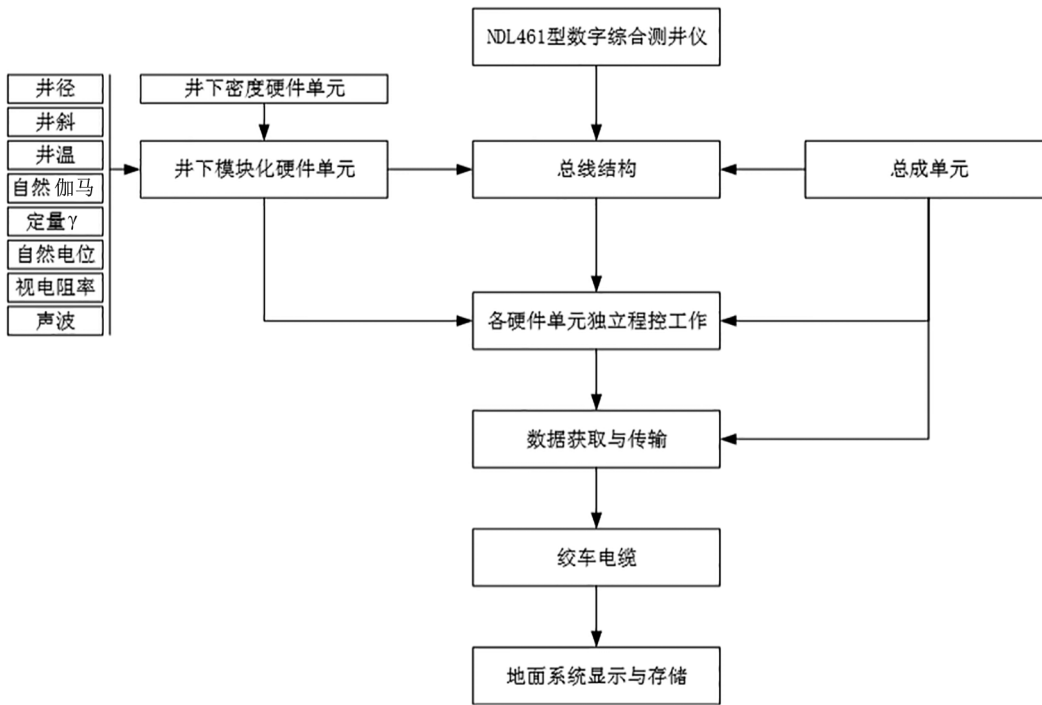 NDL461型数字综合测井仪
井径
井斜
井温
自然伽马
定量γ
自然电位
视电阻率
声波
井下密度硬件单元
井下模块化硬件单元
总线结构
总成单元
各硬件单元独立程控工作
数据获取与传输
绞车电缆
地面系统显示与存储